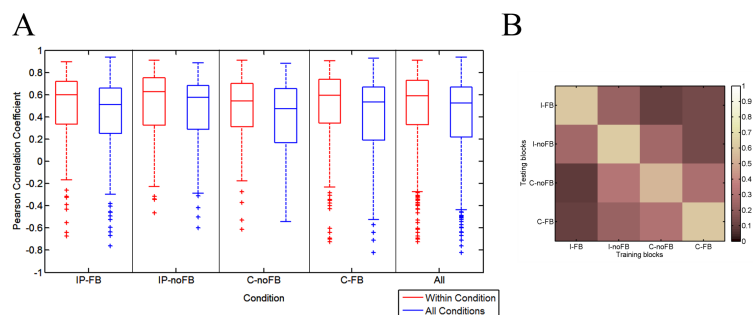 A
B
Pearson Correlation Coefficient
1
0.8
0.6
0.4
0.2
0
-0.2
-0.4
-0.6
-0.8
-1
IP-FB
IP-noFB
C-noFB
C-FB
All
Condition
Within Condition
All Conditions
Testing blocks
I-FB
I-noFB
C-noFB
C-FB
I-FB
I-noFB
C-noFB
C-FB
Training blocks
1
0.9
0.8
0.7
0.6
0.5
0.4
0.3
0.2
0.1
0